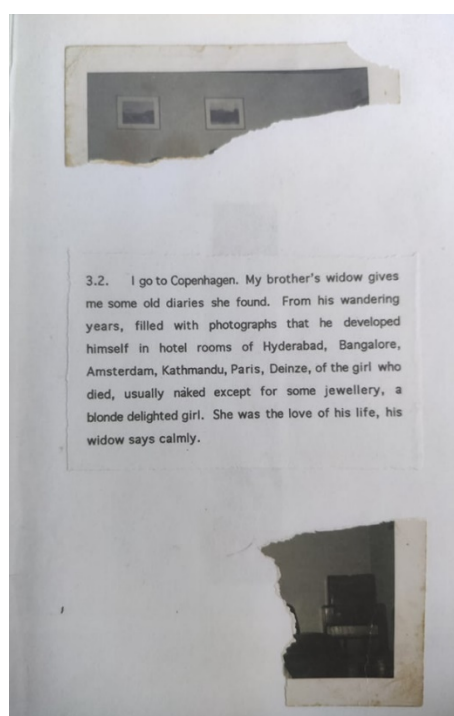 3.2. I go to Copenhagen. My brother's widow gives
me some old diaries she found. From his wandering
years, filled with photographs that he developed
himself in hotel rooms of Hyderabad, Bangalore,
Amsterdam, Kathmandu, Paris, Deinze, of the girl who
died, usually naked except for some jewellery, a
blonde delighted girl. She was the love of his life, his
widow says calmly.